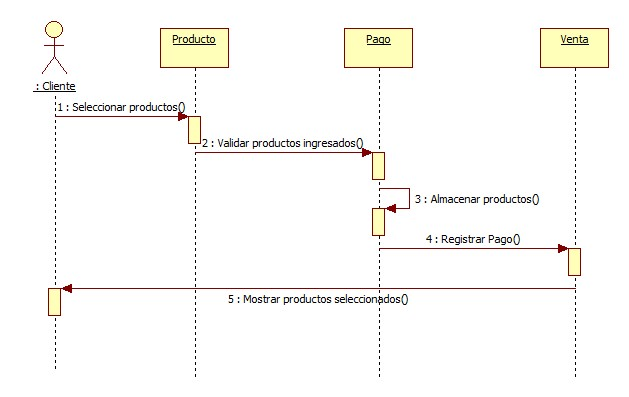 Producto
Pago
Venta
: Cliente
1 : Seleccionar productos()
2 : Validar productos ingresados()
3 : Almacenar productos()
4 : Registrar Pago()
5 : Mostrar productos seleccionados()